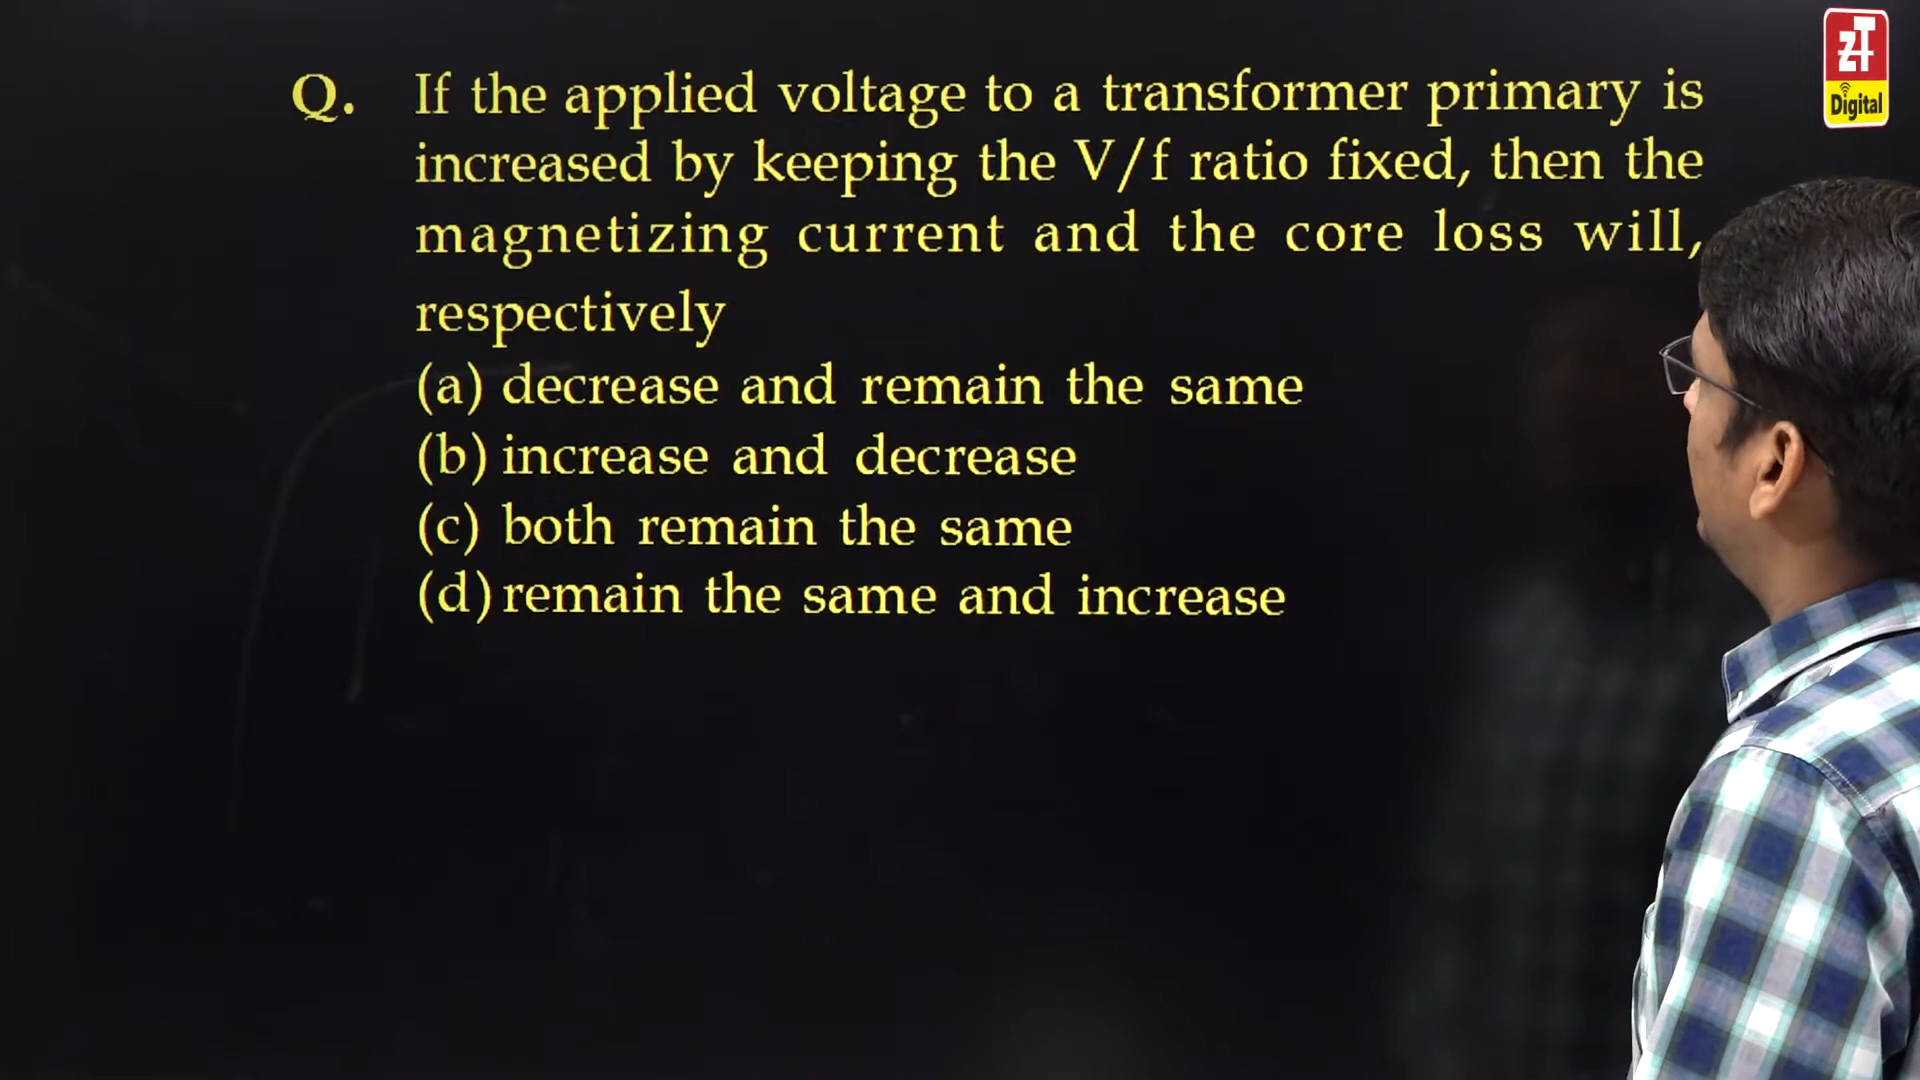 ZT
Digital
Q. If the applied voltage to a transformer primary is
increased by keeping the V/f ratio fixed, then the
magnetizing current and the core loss will,
respectively
(a) decrease and remain the same
(b) increase and decrease
(c) both remain the same
(d) remain the same and increase